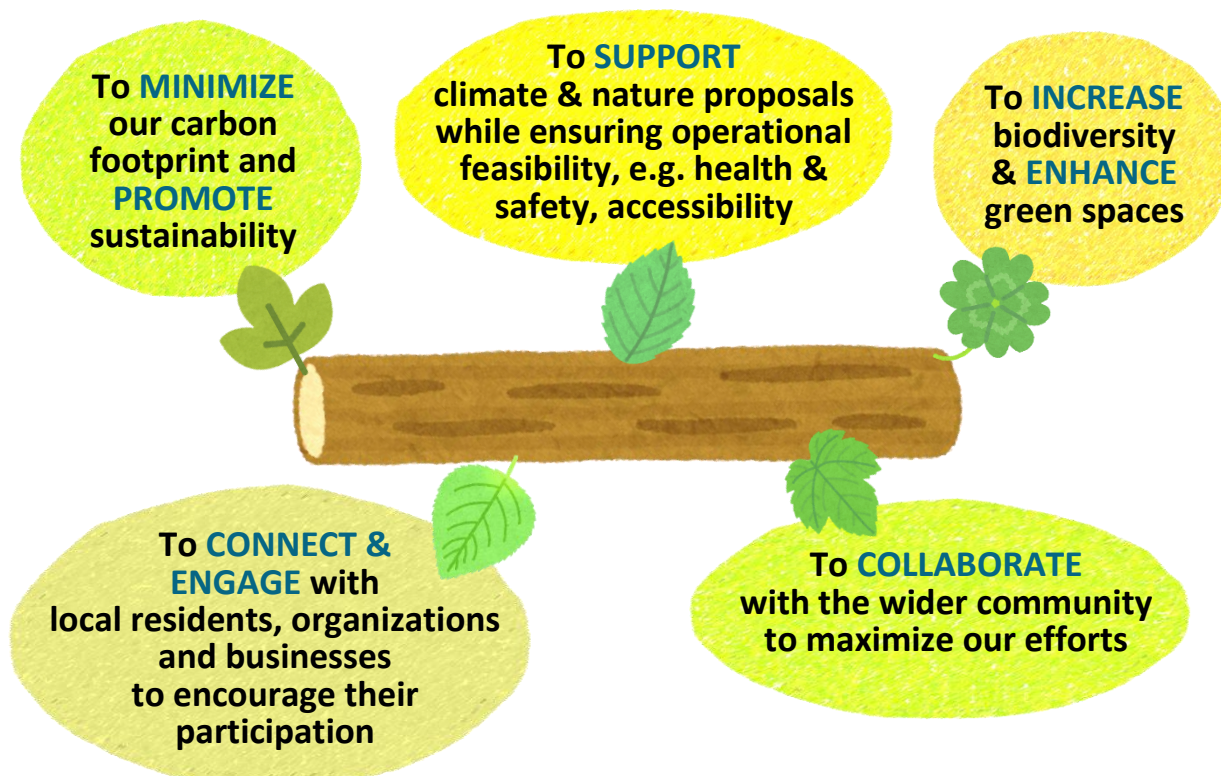 To MINIMIZE
our carbon
footprint and
PROMOTE
sustainability
To SUPPORT
climate & nature proposals
while ensuring operational
feasibility, e.g. health &
safety, accessibility
To INCREASE
biodiversity
& ENHANCE
green spaces
To CONNECT &
ENGAGE with
local residents, organizations
and businesses
to encourage their
participation
To COLLABORATE
with the wider community
to maximize our efforts